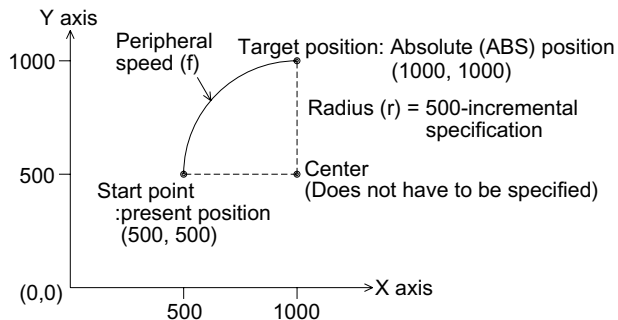 Y axis
Peripheral
speed (f)
Target position: Absolute (ABS) position
(1000, 1000)
1000
Radius (r) = 500-incremental
specification
500
Center
(Does not have to be specified)
Start point
:present position
(500, 500)
(0,0)
X axis
500
1000